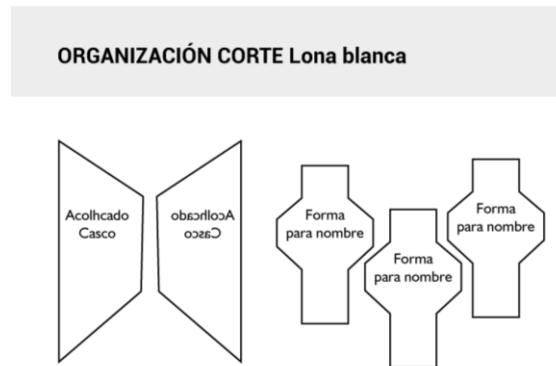 ORGANIZACIÓN CORTE Lona blanca
Acolhcado
Casco
Acolhcado
Casco
Forma
para nombre
Forma
para nombre
Forma
para nombre